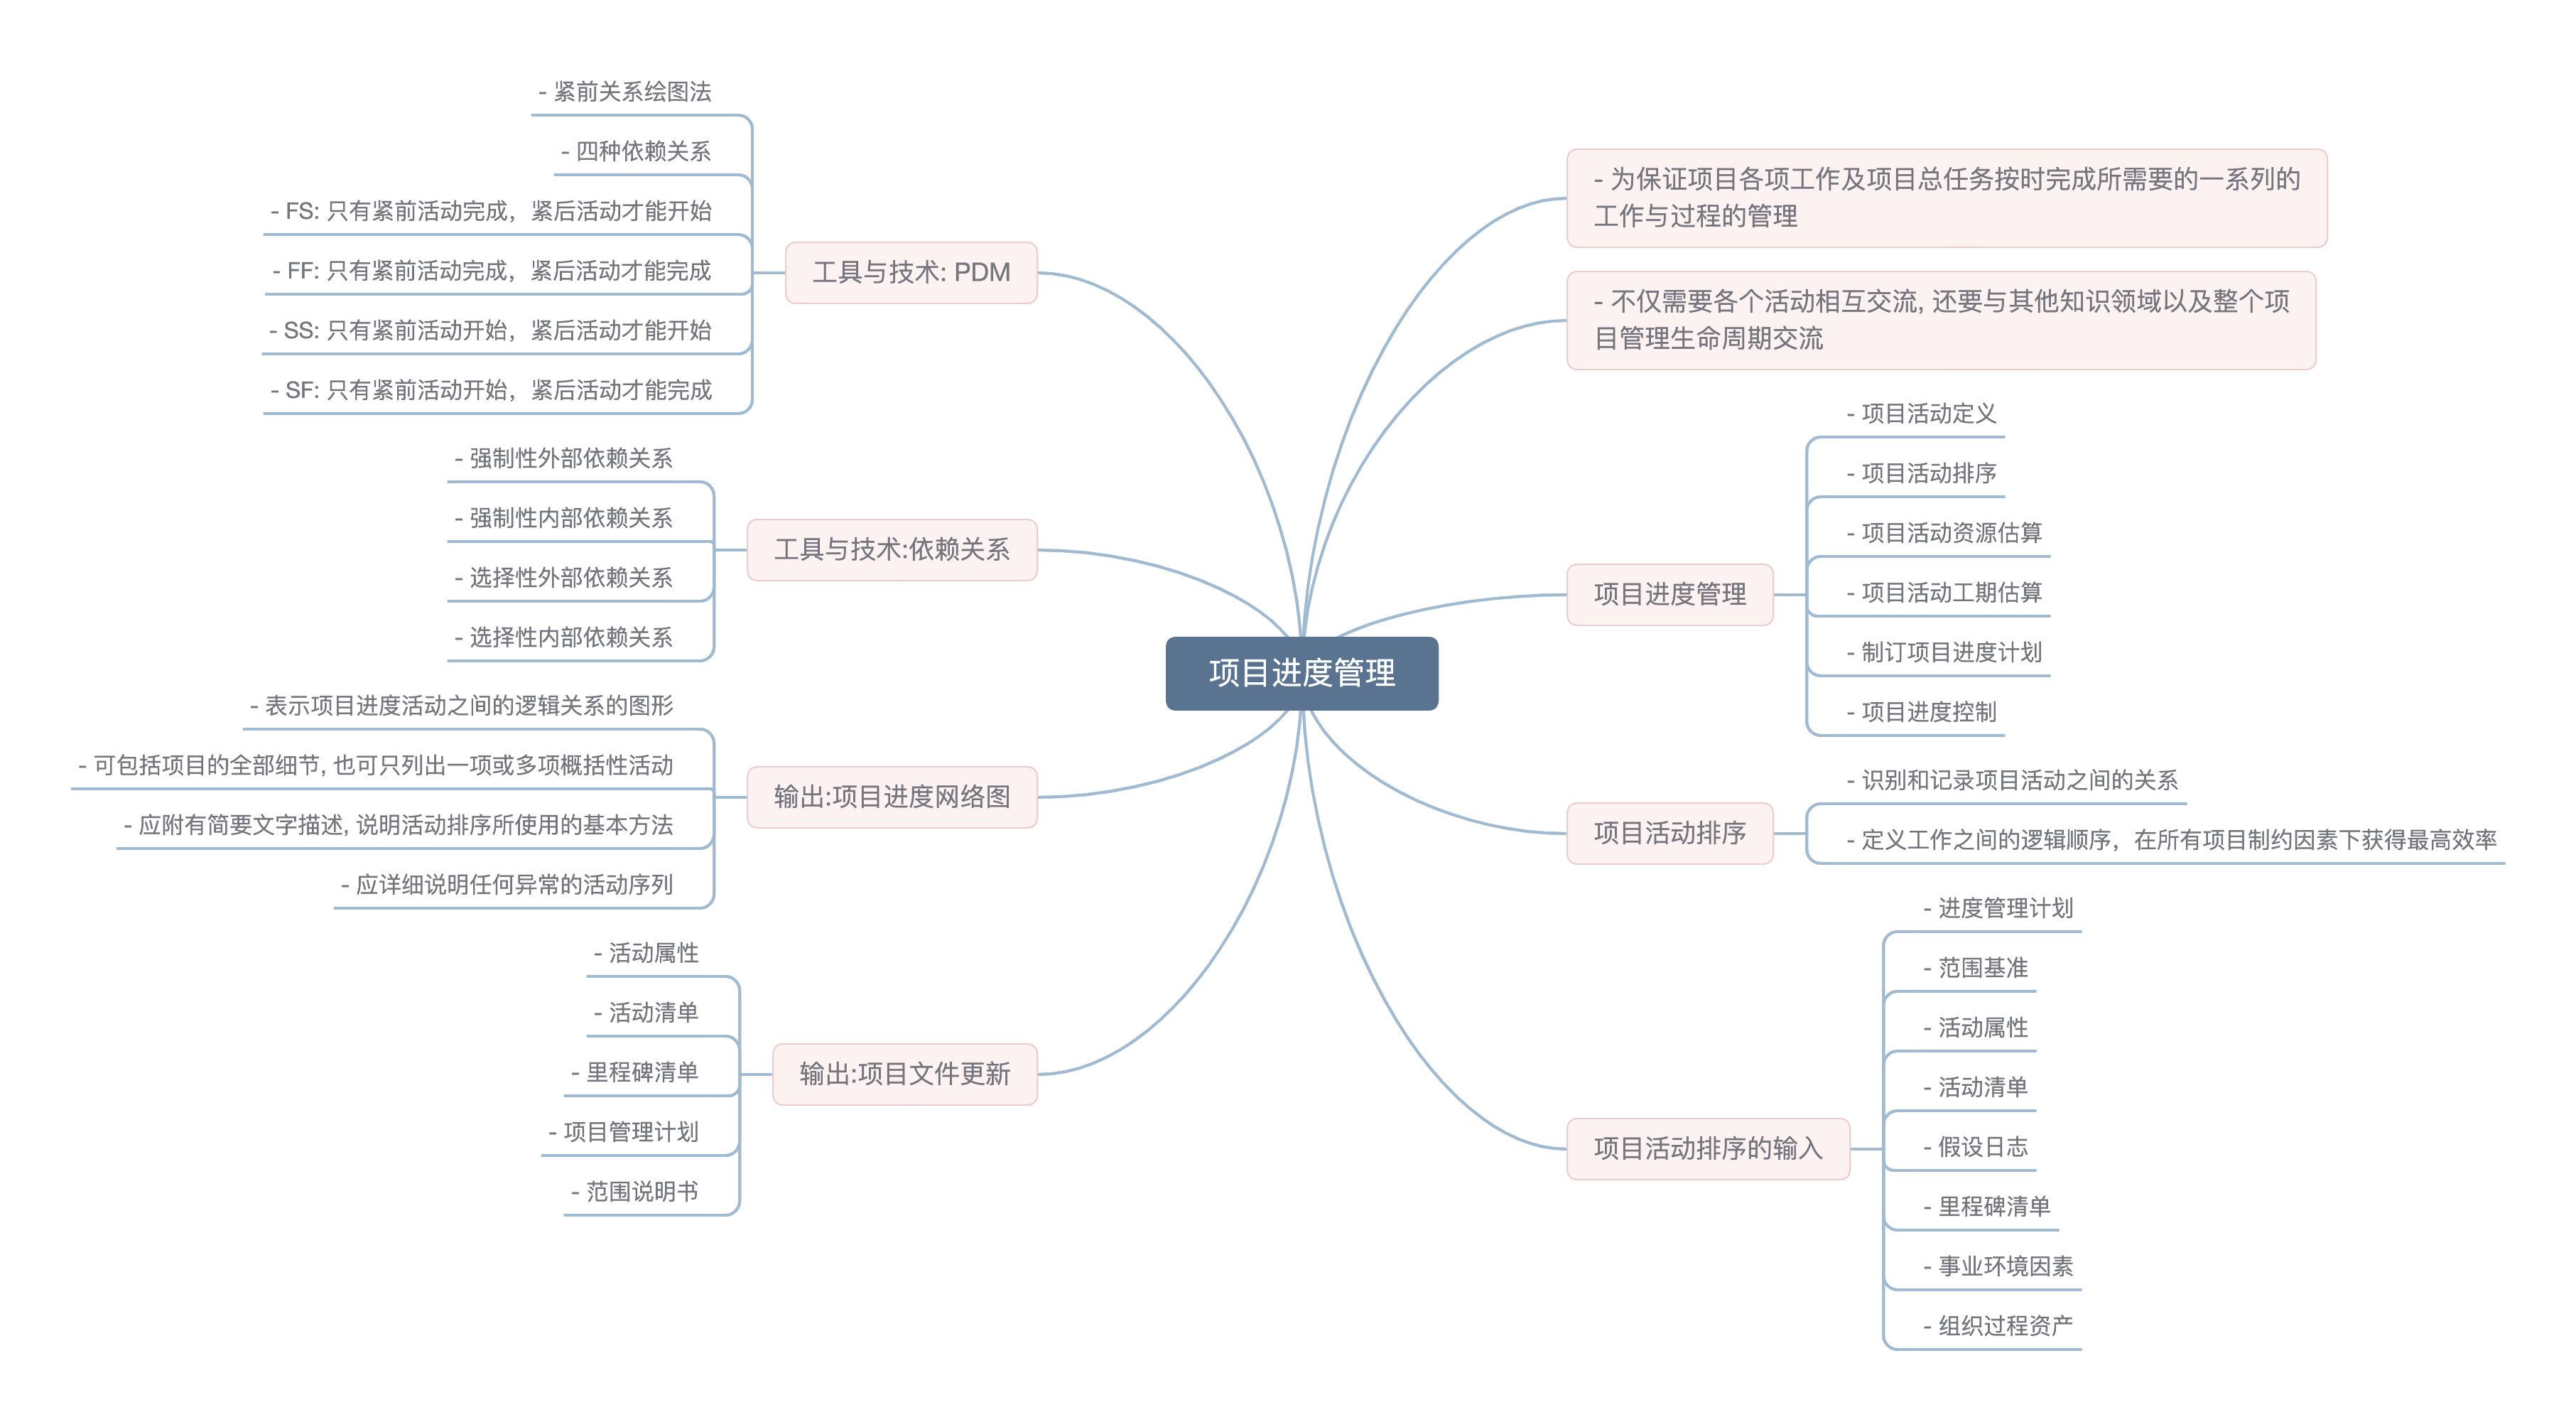 项目进度管理
- 为保证项目各项工作及项目总任务按时完成所需要的一系列的
工作与过程的管理
- 不仅需要各个活动相互交流, 还要与其他知识领域以及整个项
目管理生命周期交流
项目进度管理
- 项目活动定义
- 项目活动排序
- 项目活动资源估算
- 项目活动工期估算
- 制订项目进度计划
- 项目进度控制
项目活动排序
- 识别和记录项目活动之间的关系
- 定义工作之间的逻辑顺序，在所有项目制约因素下获得最高效率
项目活动排序的输入
- 进度管理计划
- 范围基准
- 活动属性
- 活动清单
- 假设日志
- 里程碑清单
- 事业环境因素
- 组织过程资产
工具与技术: PDM
- 紧前关系绘图法
- 四种依赖关系
- FS: 只有紧前活动完成，紧后活动才能开始
- FF: 只有紧前活动完成，紧后活动才能完成
- SS: 只有紧前活动开始，紧后活动才能开始
- SF: 只有紧前活动开始，紧后活动才能完成
工具与技术:依赖关系
- 强制性外部依赖关系
- 强制性内部依赖关系
- 选择性外部依赖关系
- 选择性内部依赖关系
输出:项目进度网络图
- 表示项目进度活动之间的逻辑关系的图形
- 可包括项目的全部细节, 也可只列出一项或多项概括性活动
- 应附有简要文字描述, 说明活动排序所使用的基本方法
- 应详细说明任何异常的活动序列
输出:项目文件更新
- 活动属性
- 活动清单
- 里程碑清单
- 项目管理计划
- 范围说明书